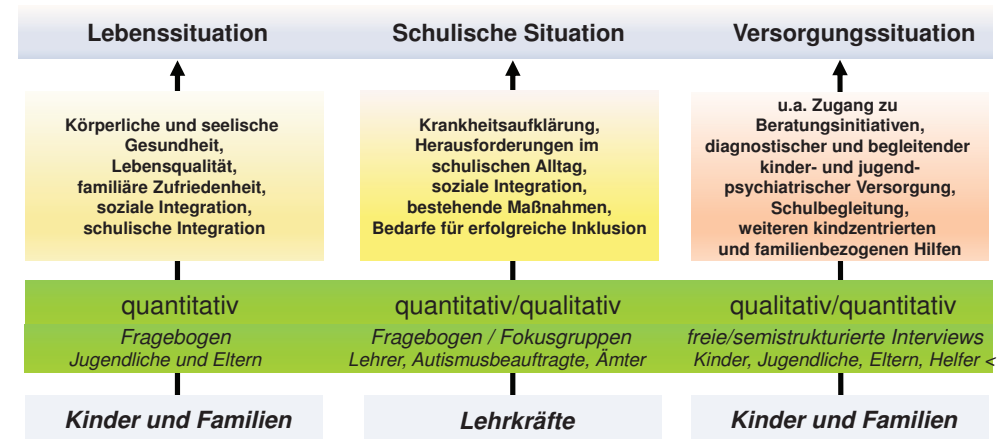 Lebenssituation
Schulische Situation
Versorgungssituation
Körperliche und seelische
Gesundheit,
Lebensqualität,
familiäre Zufriedenheit,
soziale Integration,
schulische Integration
Krankheitsaufklärung,
Herausforderungen im
schulischen Alltag,
soziale Integration,
bestehende Maßnahmen,
Bedarfe für erfolgreiche Inklusion
u.a. Zugang zu
Beratungsinitiativen,
diagnostischer und begleitender
kinder- und jugend-
psychiatrischer Versorgung,
Schulbegleitung,
weiteren kindzentrierten
und familienbezogenen Hilfen
quantitativ
Fragebogen
Jugendliche und Eltern
quantitativ/qualitativ
Fragebogen / Fokusgruppen
Lehrer, Autismusbeauftragte, Ämter
qualitativ/quantitativ
freie/semistrukturierte Interviews
Kinder, Jugendliche, Eltern, Helfer <
Kinder und Familien
Lehrkräfte
Kinder und Familien